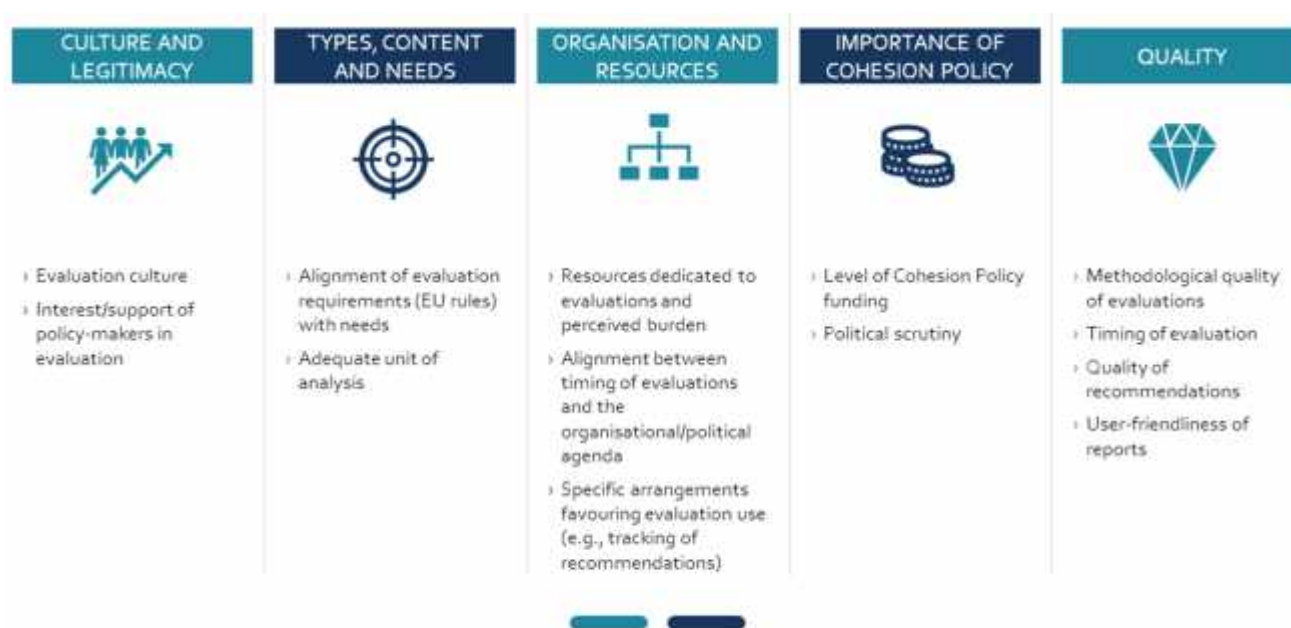 CULTURE AND
LEGITIMACY
› Evaluation culture
› Interest/support of
policy-makers in
evaluation
TYPES, CONTENT
AND NEEDS
› Alignment of evaluation
requirements (EU rules)
with needs
› Adequate unit of
analysis
ORGANISATION AND
RESOURCES
› Resources dedicated to
evaluations and
perceived burden
› Alignment between
timing of evaluations
and the
organisational/political
agenda
› Specific arrangements
favouring evaluation use
(e.g., tracking of
recommendations)
IMPORTANCE OF
COHESION POLICY
› Level of Cohesion Policy
funding
› Political scrutiny
QUALITY
› Methodological quality
of evaluations
› Timing of evaluation
› Quality of
recommendations
› User-friendliness of
reports